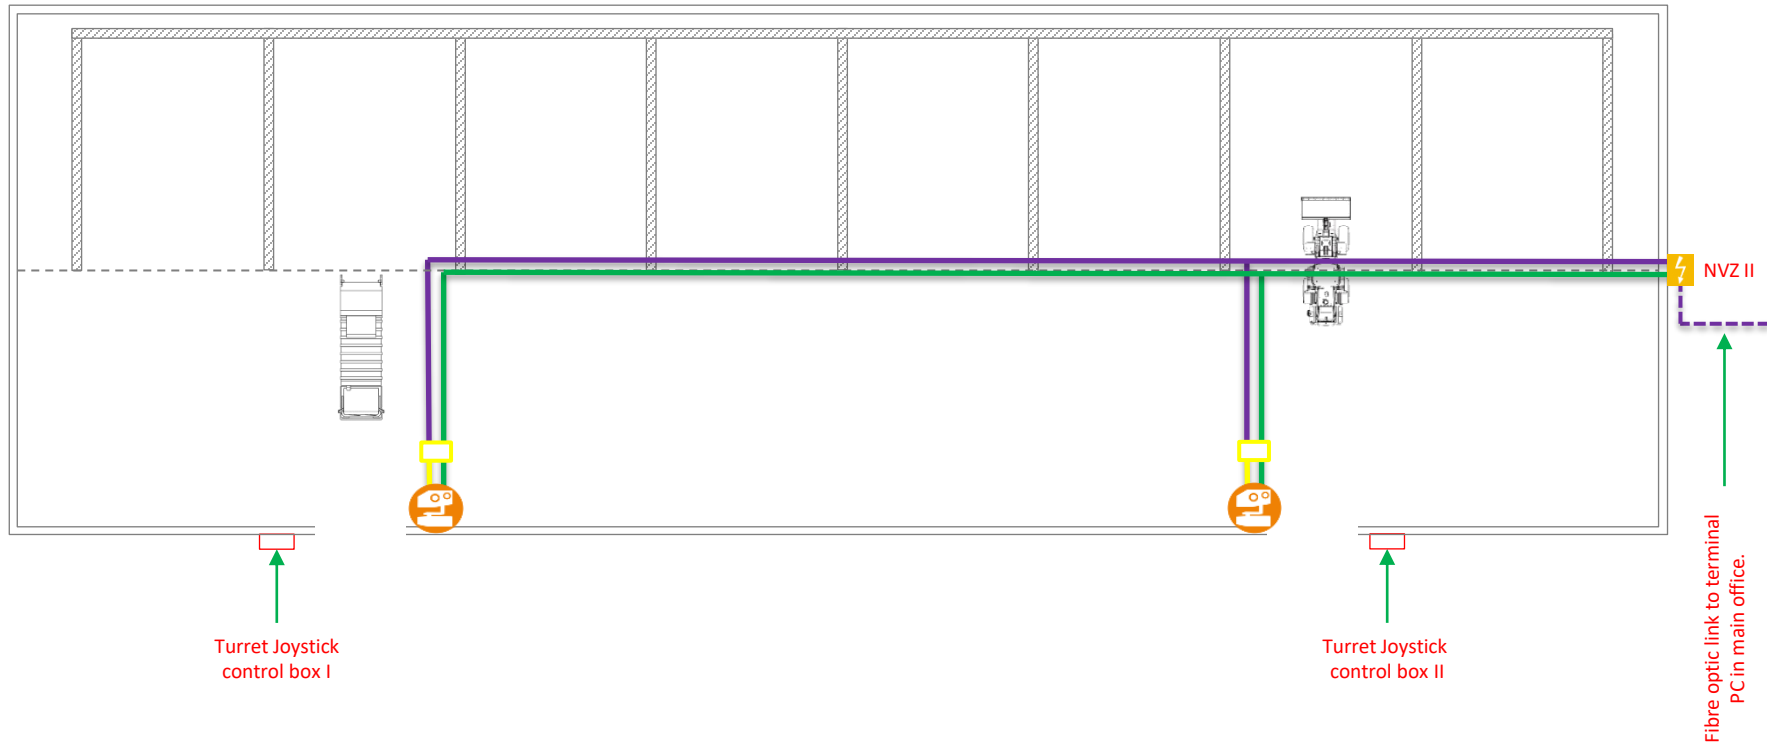 NVZ II
Turret Joystick
control box I
Turret Joystick
control box II
Fibre optic link to terminal
PC in main office.